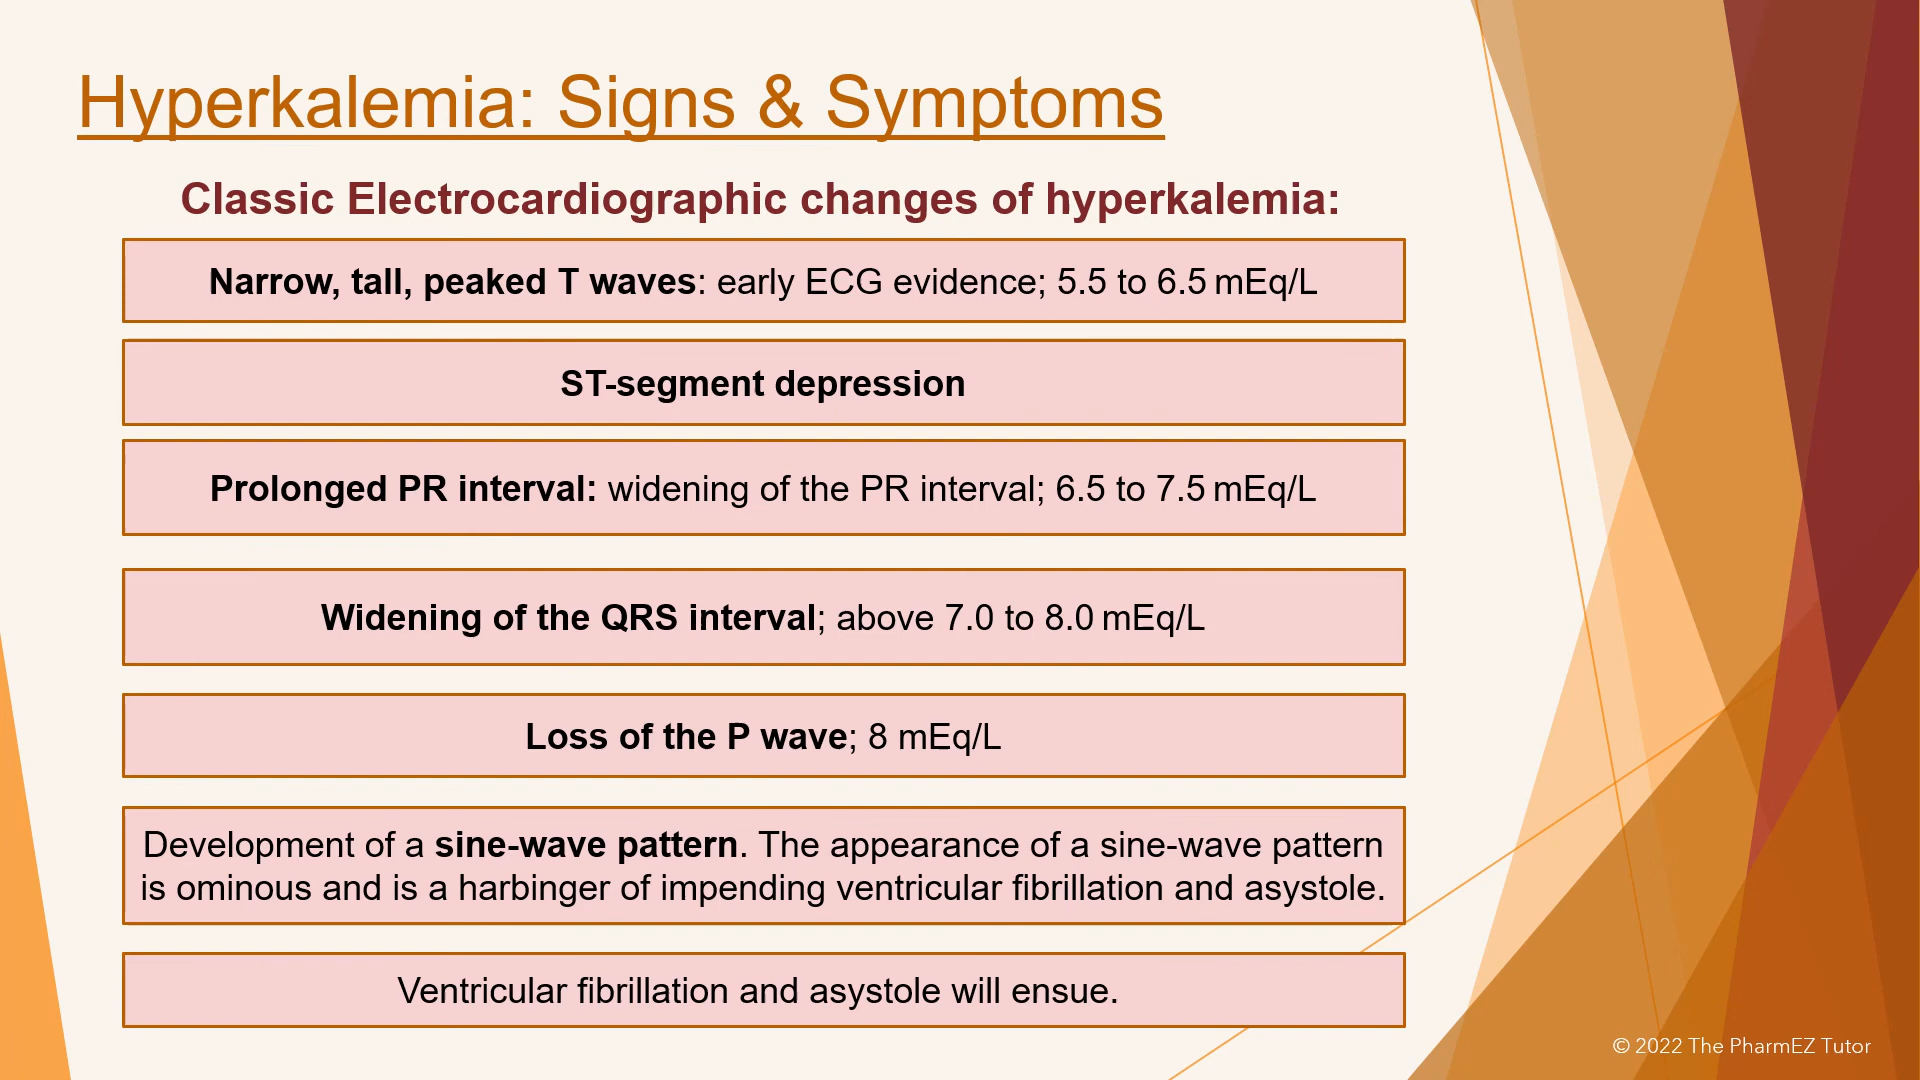 Hyperkalemia: Signs & Symptoms
Classic Electrocardiographic changes of hyperkalemia:
Narrow, tall, peaked T waves: early ECG evidence; 5.5 to 6.5 mEq/L
ST-segment depression
Prolonged PR interval: widening of the PR interval; 6.5 to 7.5 mEq/L
Widening of the QRS interval; above 7.0 to 8.0 mEq/L
Loss of the P wave; 8 mEq/L
Development of a sine-wave pattern. The appearance of a sine-wave pattern
is ominous and is a harbinger of impending ventricular fibrillation and asystole.
Ventricular fibrillation and asystole will ensue.
© 2022 The PharmEZ Tutor